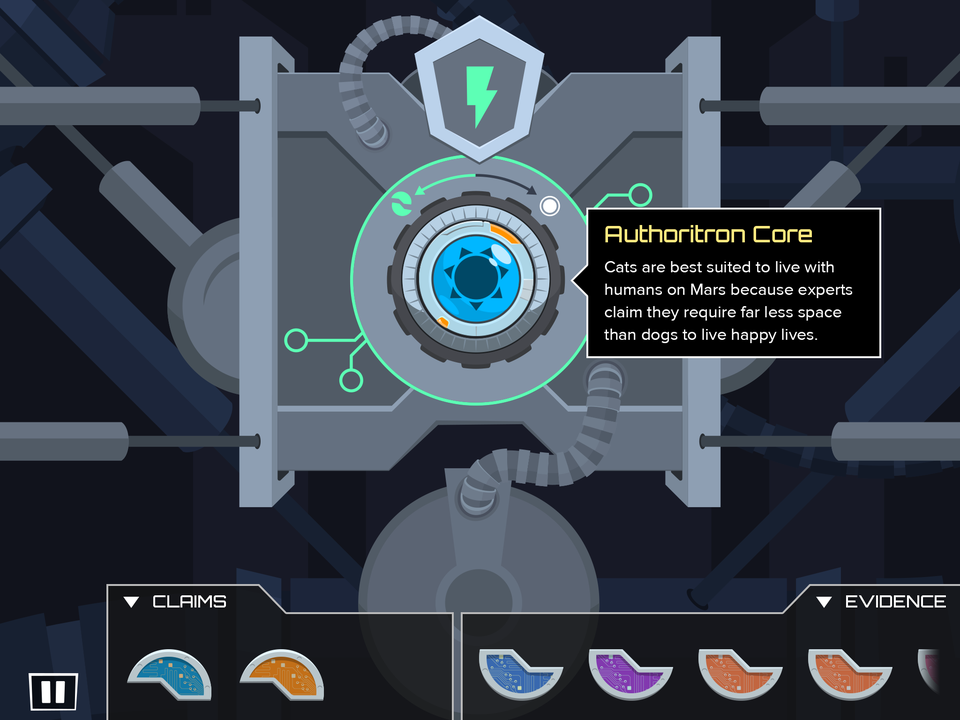 Authoritron Core
Cats are best suited to live with
humans on Mars because experts
claim they require far less space
than dogs to live happy lives.
CLAIMS
EVIDENCE